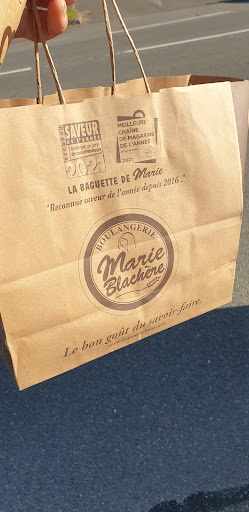 SAVEUR
DE L'ANNÉE
2021
MEILLEURE
CHAÎNE
DE MAGASINS
DE L'ANNÉE
2021
LA BAGUETTE DE Marie
"Reconnue saveur de l'année depuis 2016."
BOULANGERIE
Marie
Blachère
Le bon goût du savoir-faire.